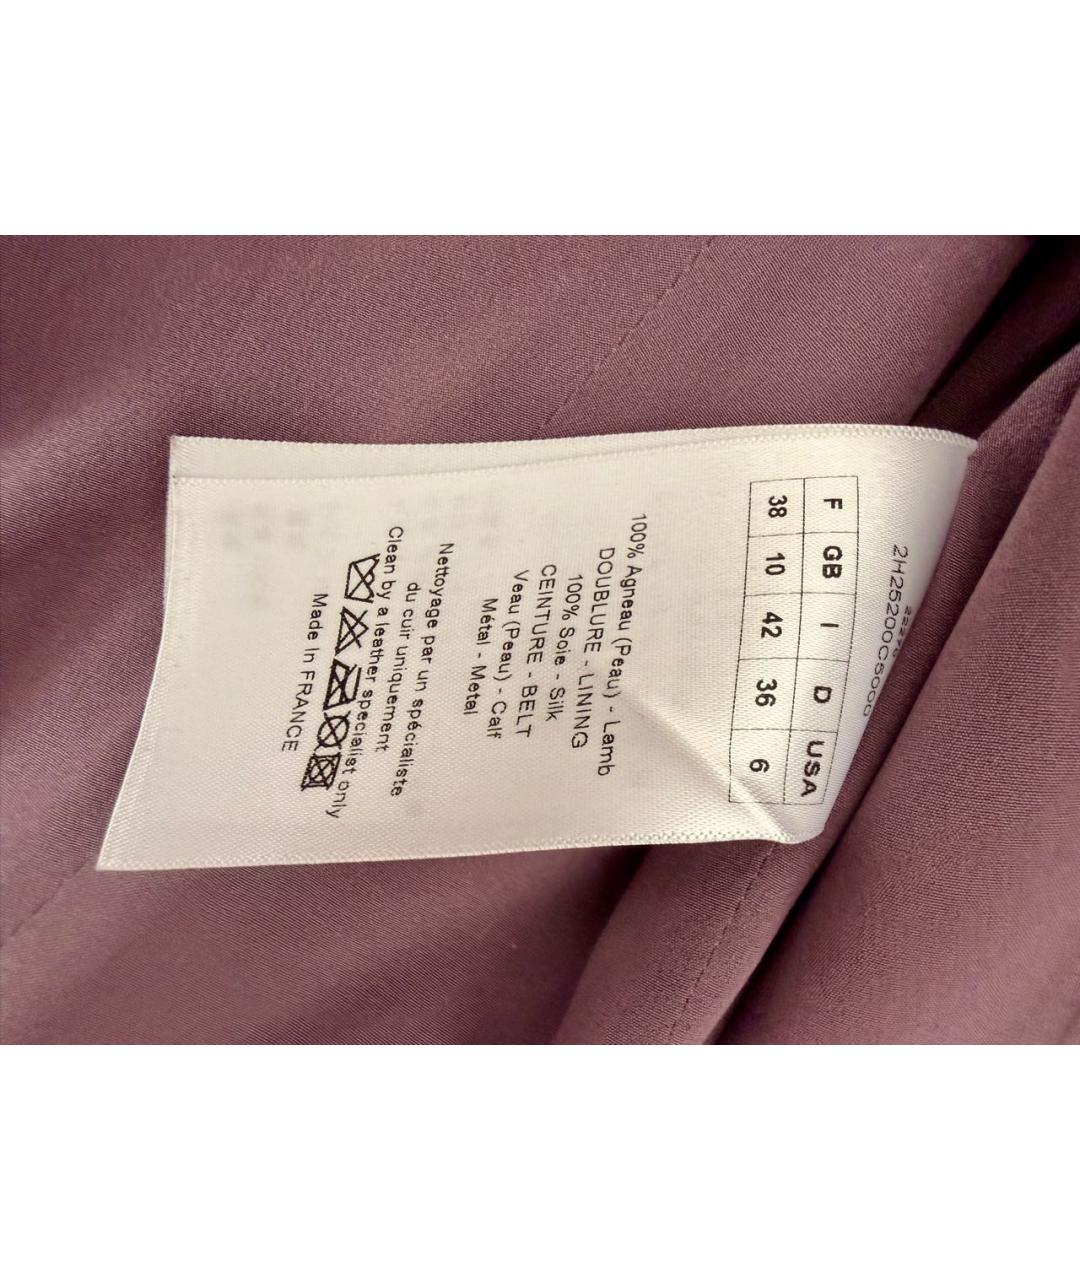 F GB I D USA
38 10 42 36 6
100% Agneau (Peau) - Lamb
DOUBLURE - LINING
100% Soie - Silk
CEINTURE - BELT
Veau (Peau) - Calf
Métal - Metal
Nettoyage par un spécialiste
du cuir uniquement
Clean by a leather specialist only
Made In FRANCE